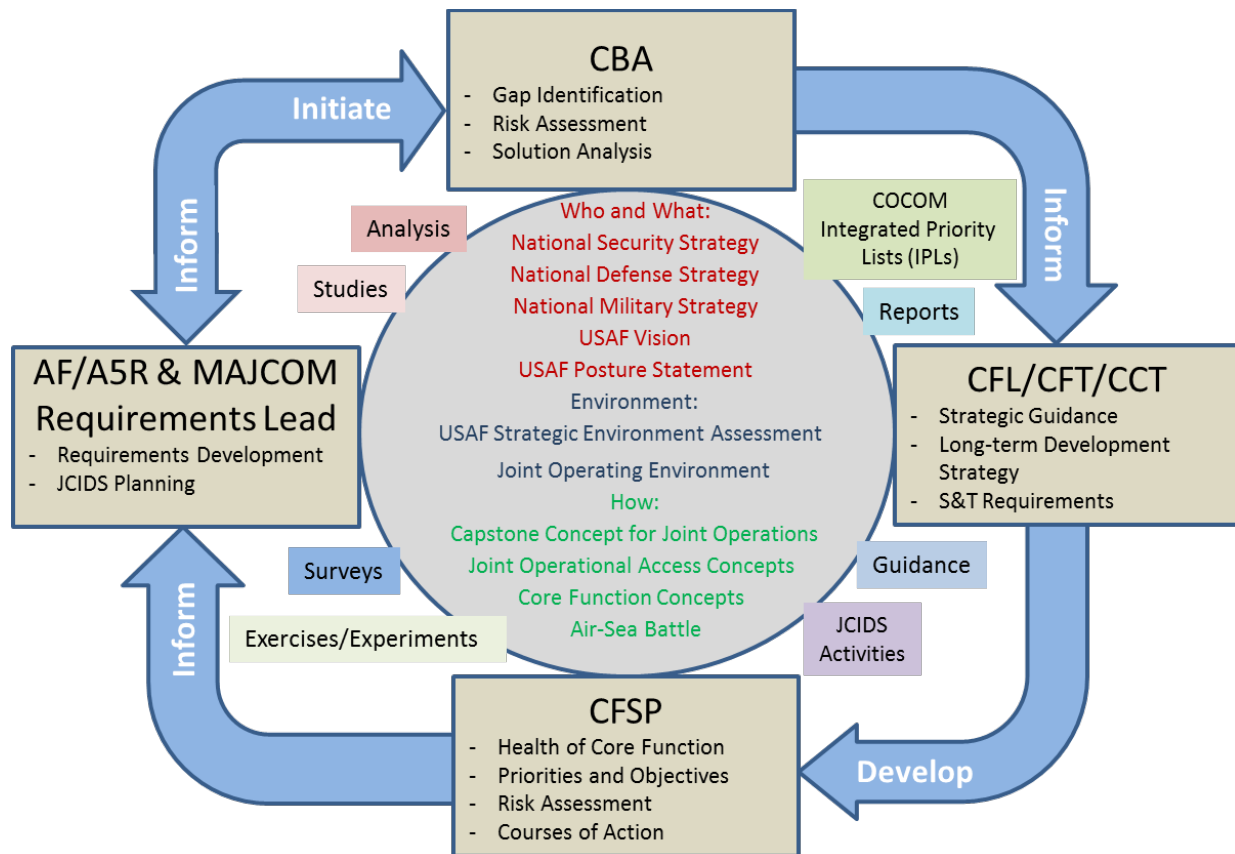 CBA
- Gap Identification
- Risk Assessment
- Solution Analysis
Initiate
Inform
Inform
Analysis
Studies
COCOM
Integrated Priority
Lists (IPLs)
Reports
Who and What:
National Security Strategy
National Defense Strategy
National Military Strategy
USAF Vision
USAF Posture Statement
Environment:
USAF Strategic Environment Assessment
Joint Operating Environment
How:
Capstone Concept for Joint Operations
Joint Operational Access Concepts
Core Function Concepts
Air-Sea Battle
AF/A5R & MAJCOM
Requirements Lead
- Requirements Development
- JCIDS Planning
CFL/CFT/CCT
- Strategic Guidance
- Long-term Development
Strategy
- S&T Requirements
Surveys
Exercises/Experiments
Guidance
JCIDS
Activities
Inform
CFSP
- Health of Core Function
- Priorities and Objectives
- Risk Assessment
- Courses of Action
Develop